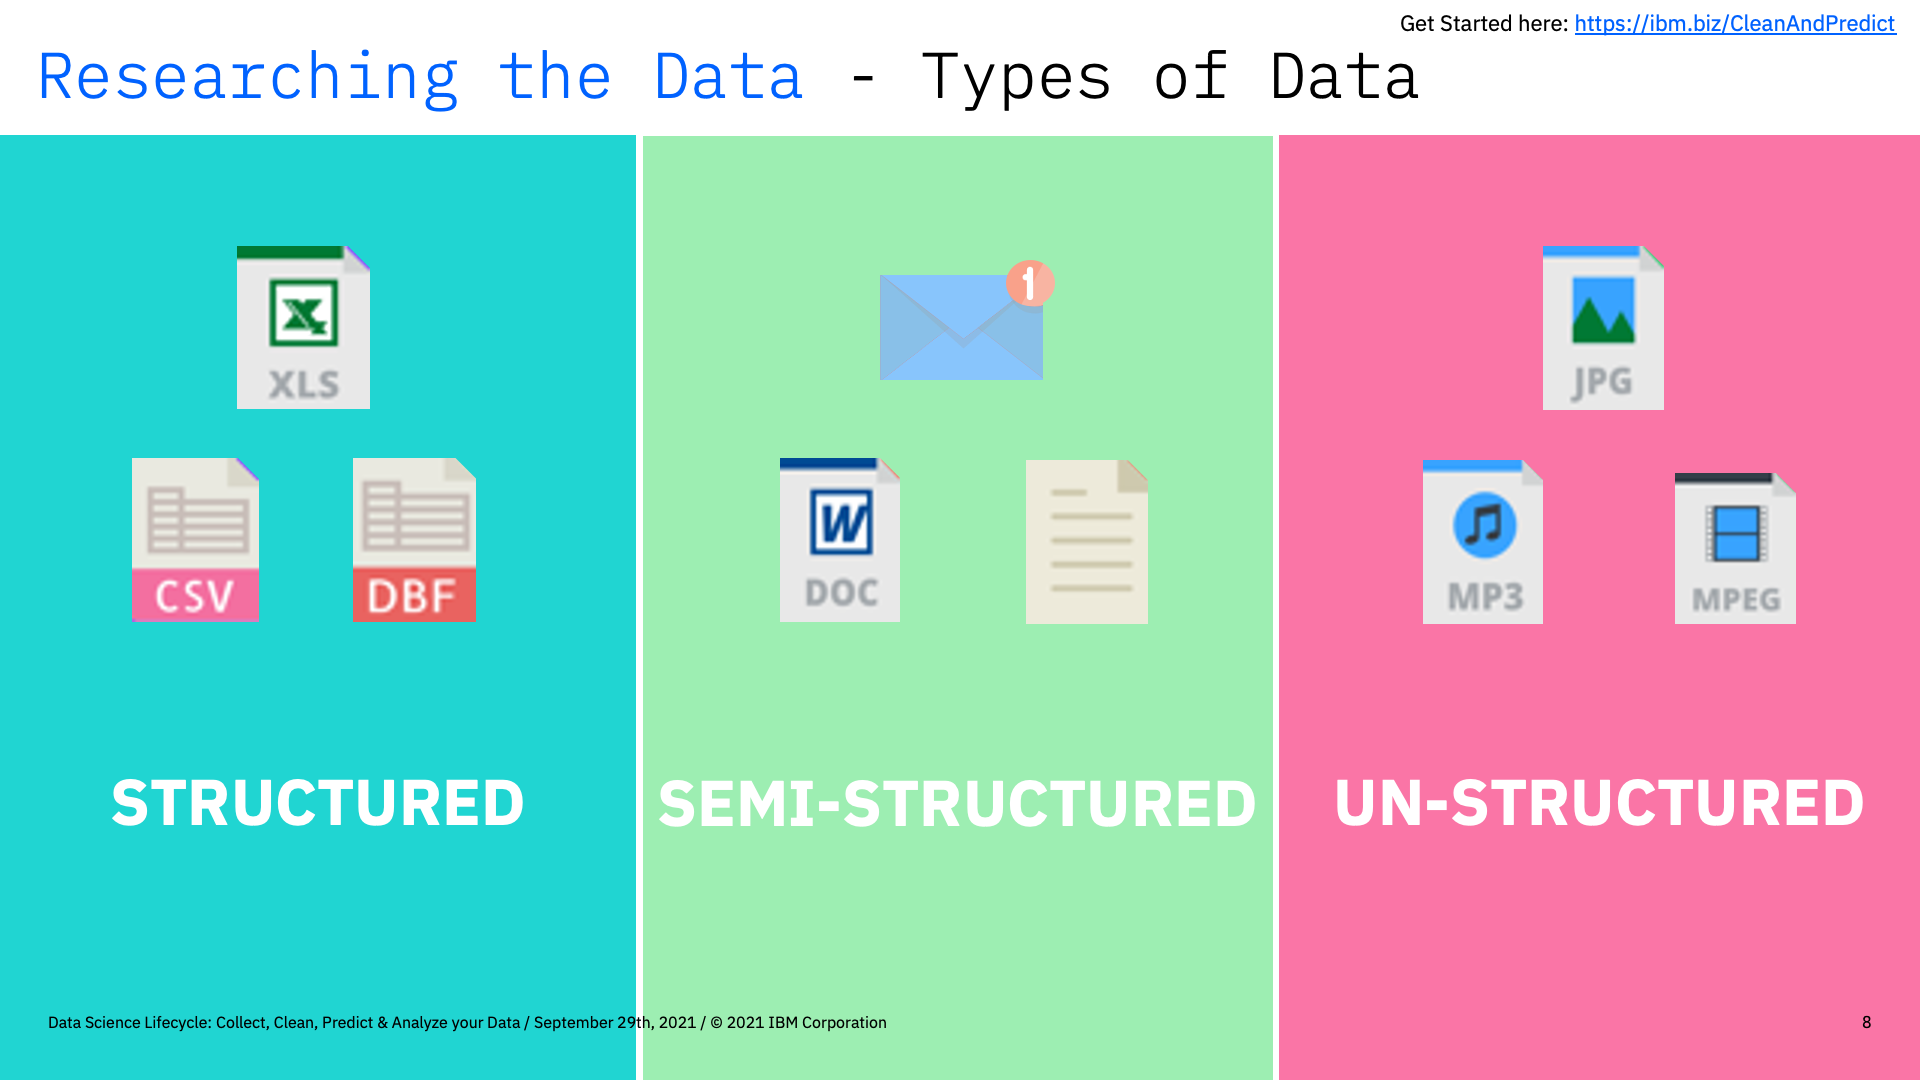 Get Started here: https://ibm.biz/CleanAndPredict
Researching the Data - Types of Data
XLS
CSV
DBF
STRUCTURED
1
W
DOC
SEMI-STRUCTURED
JPG
MP3
MPEG
UN-STRUCTURED
Data Science Lifecycle: Collect, Clean, Predict & Analyze your Data / September 29th, 2021 / © 2021 IBM Corporation
8